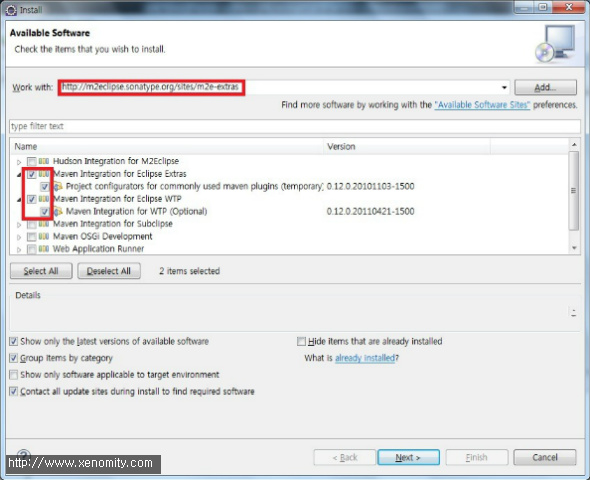 Install
Available Software
Check the items that you wish to install.
Work with: http://m2eclipse.sonatype.org/sites/m2e-extras Add...
Find more software by working with the "Available Software Sites" preferences.
type filter text
Name Version
Hudson Integration for M2Eclipse
Maven Integration for Eclipse Extras
Project configurators for commonly used maven plugins (temporary) 0.12.0.20101103-1500
Maven Integration for Eclipse WTP
Maven Integration for WTP (Optional) 0.12.0.20110421-1500
Maven Integration for Subclipse
Maven OSGi Development
Web Application Runner
Select All Deselect All 2 items selected
Details
Show only the latest versions of available software Hide items that are already installed
Group items by category What is already installed?
Show only software applicable to target environment
Contact all update sites during install to find required software
< Back Next > Finish Cancel
http://www.xenomity.com